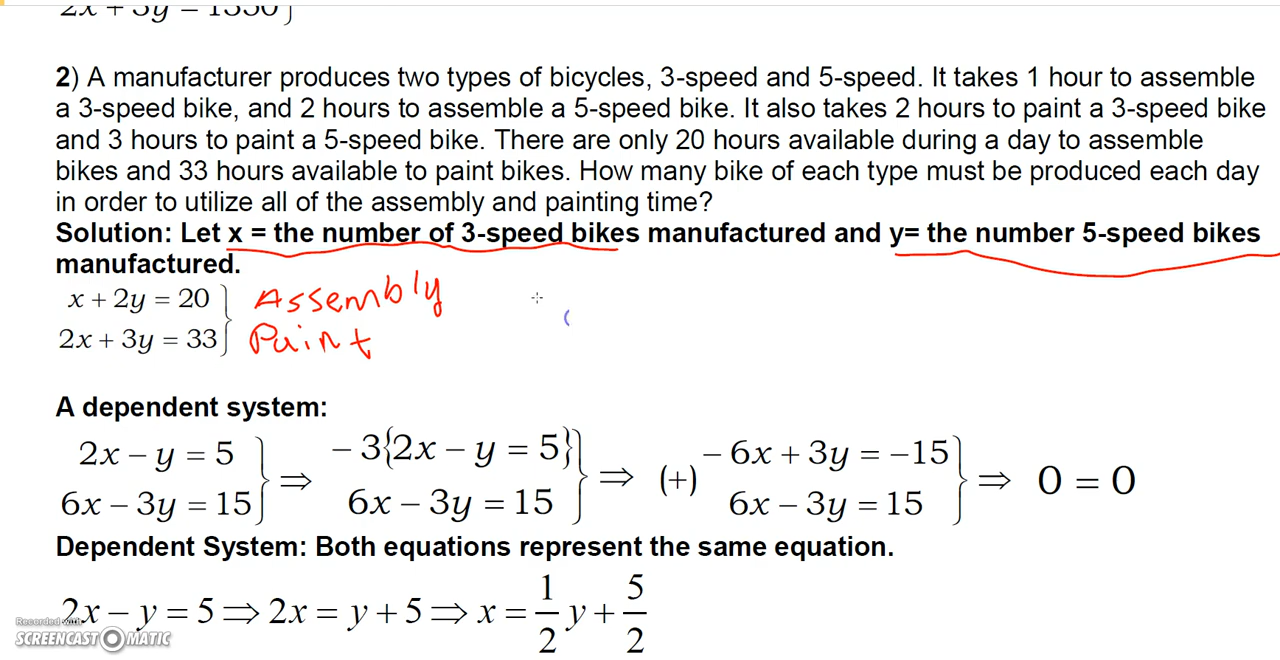 2x + 3y = 1350}
2) A manufacturer produces two types of bicycles, 3-speed and 5-speed. It takes 1 hour to assemble
a 3-speed bike, and 2 hours to assemble a 5-speed bike. It also takes 2 hours to paint a 3-speed bike
and 3 hours to paint a 5-speed bike. There are only 20 hours available during a day to assemble
bikes and 33 hours available to paint bikes. How many bike of each type must be produced each day
in order to utilize all of the assembly and painting time?
Solution: Let x = the number of 3-speed bikes manufactured and y= the number 5-speed bikes
manufactured.
x + 2y = 20 } Assembly
2x + 3y = 33 } Paint
A dependent system:
2x – y = 5 } ⇒ – 3{2x – y = 5} } ⇒ (+) – 6x + 3y = –15 } ⇒ 0 = 0
6x – 3y = 15 6x – 3y = 15 6x – 3y = 15
Dependent System: Both equations represent the same equation.
2x – y = 5 ⇒ 2x = y + 5 ⇒ x = 1/2 y + 5/2
Recorded with
SCREENCAST O MATIC